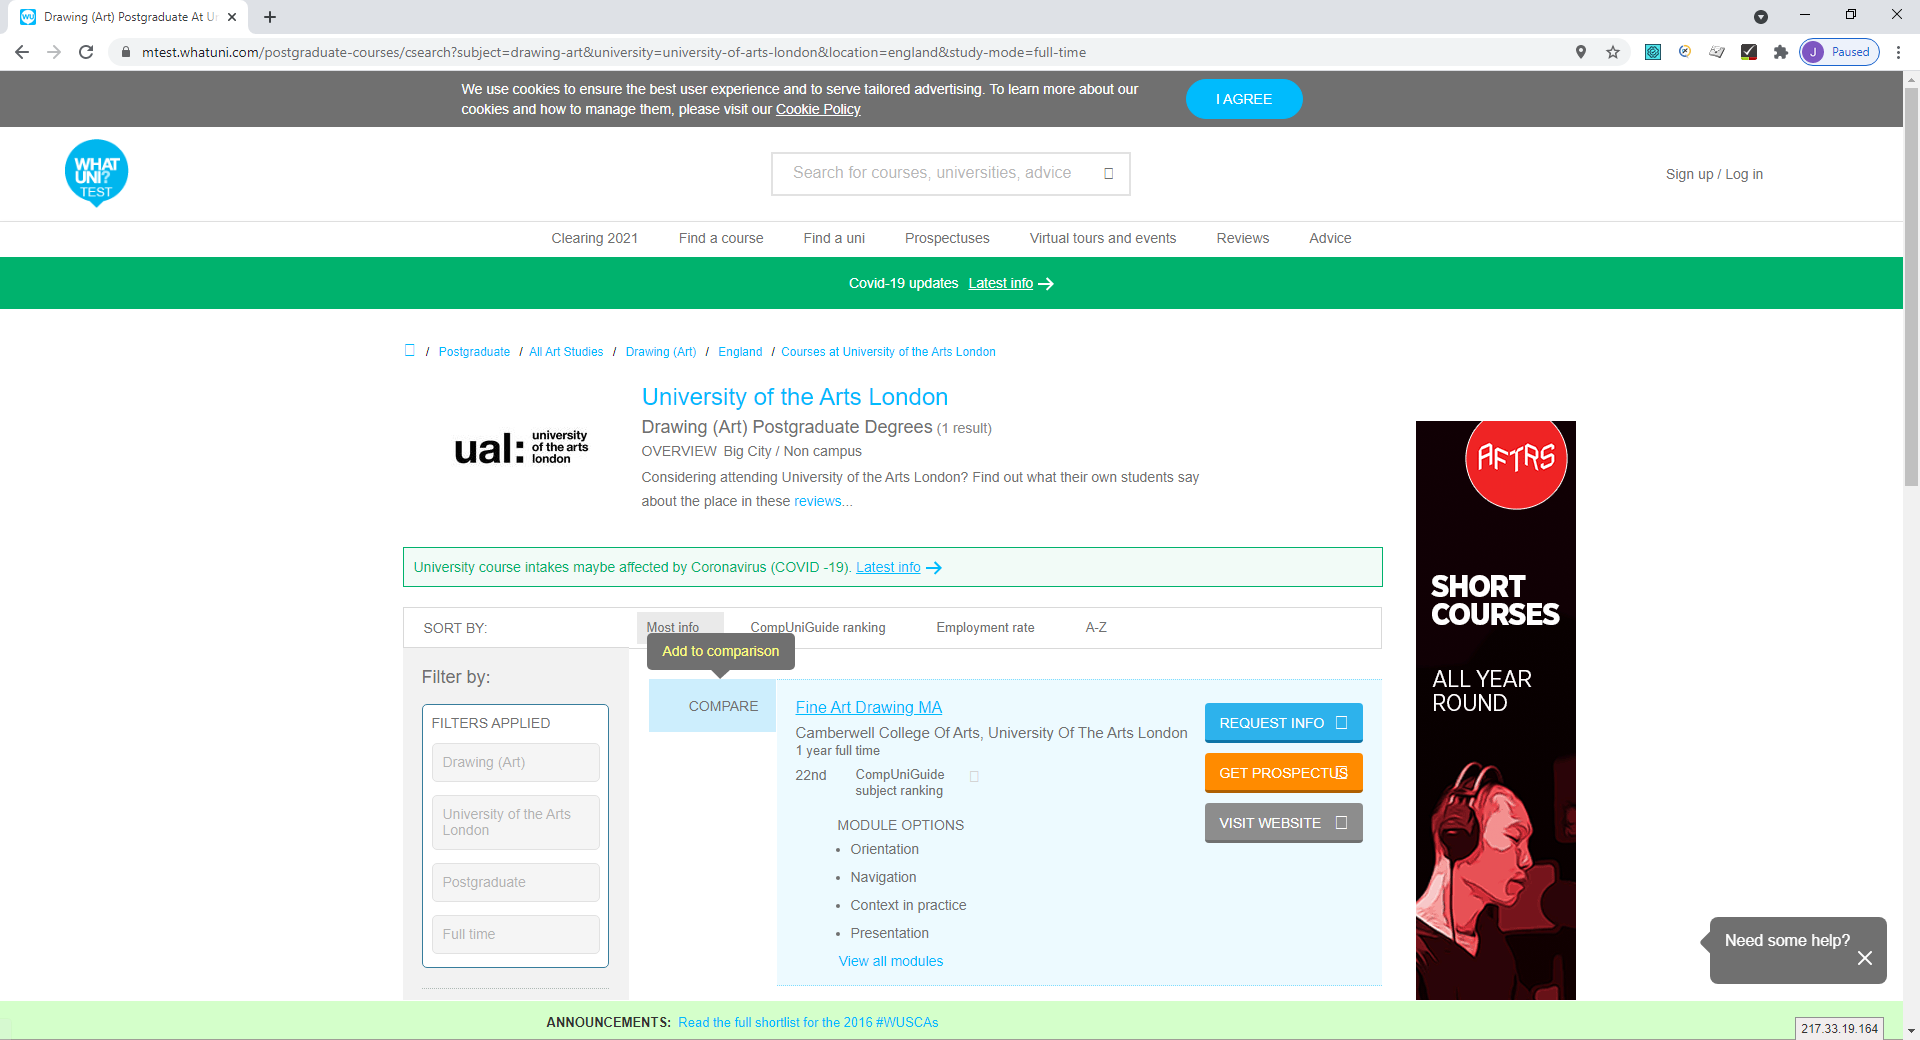 Drawing (Art) Postgraduate At U
mtest.whatuni.com/postgraduate-courses/csearch?subject=drawing-art&university=university-of-arts-london&location=england&study-mode=full-time
J Paused
We use cookies to ensure the best user experience and to serve tailored advertising. To learn more about our
cookies and how to manage them, please visit our Cookie Policy
I AGREE
WHAT
UNI?
TEST
Search for courses, universities, advice
Sign up / Log in
Clearing 2021 Find a course Find a uni Prospectuses Virtual tours and events Reviews Advice
Covid-19 updates Latest info
/ Postgraduate / All Art Studies / Drawing (Art) / England / Courses at University of the Arts London
ual: university
of the arts
london
University of the Arts London
Drawing (Art) Postgraduate Degrees (1 result)
OVERVIEW Big City / Non campus
Considering attending University of the Arts London? Find out what their own students say
about the place in these reviews...
University course intakes maybe affected by Coronavirus (COVID -19). Latest info
SORT BY: Most info CompUniGuide ranking Employment rate A-Z
Add to comparison
Filter by:
FILTERS APPLIED
Drawing (Art)
University of the Arts
London
Postgraduate
Full time
COMPARE
Fine Art Drawing MA
Camberwell College Of Arts, University Of The Arts London
1 year full time
22nd CompUniGuide
subject ranking
MODULE OPTIONS
• Orientation
• Navigation
• Context in practice
• Presentation
View all modules
REQUEST INFO
GET PROSPECTUS
VISIT WEBSITE
AFTRS
SHORT
COURSES
ALL YEAR
ROUND
Need some help?
ANNOUNCEMENTS: Read the full shortlist for the 2016 #WUSCAs
217.33.19.164